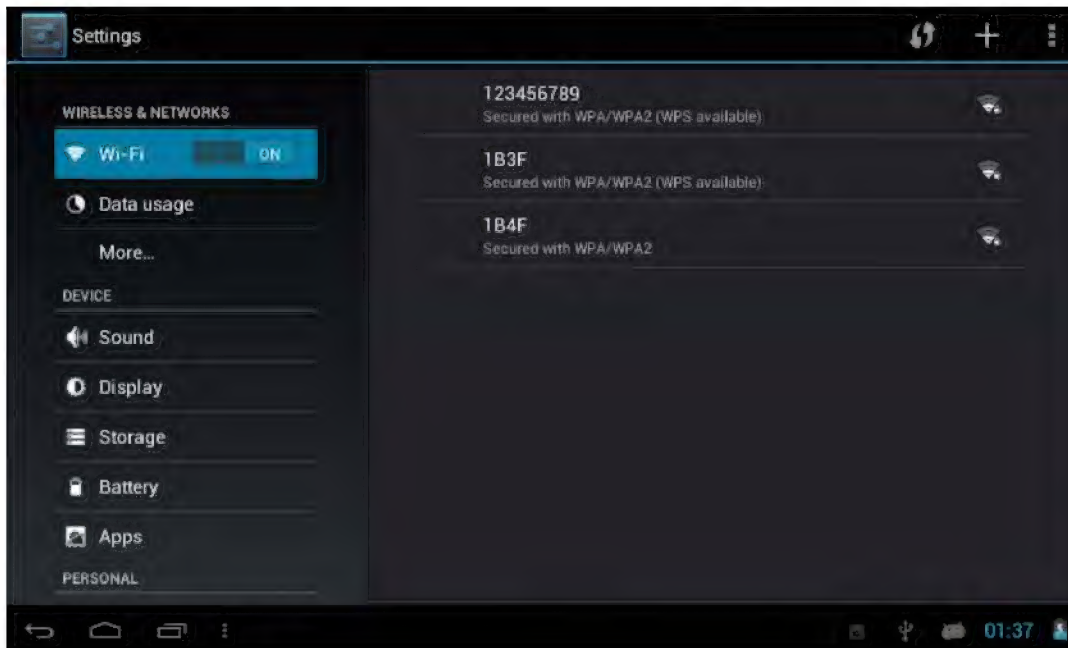 Settings
WIRELESS & NETWORKS
Wi-Fi ON
Data usage
More...
DEVICE
Sound
Display
Storage
Battery
Apps
PERSONAL
123456789
Secured with WPA/WPA2 (WPS available)
1B3F
Secured with WPA/WPA2 (WPS available)
1B4F
Secured with WPA/WPA2
01:37